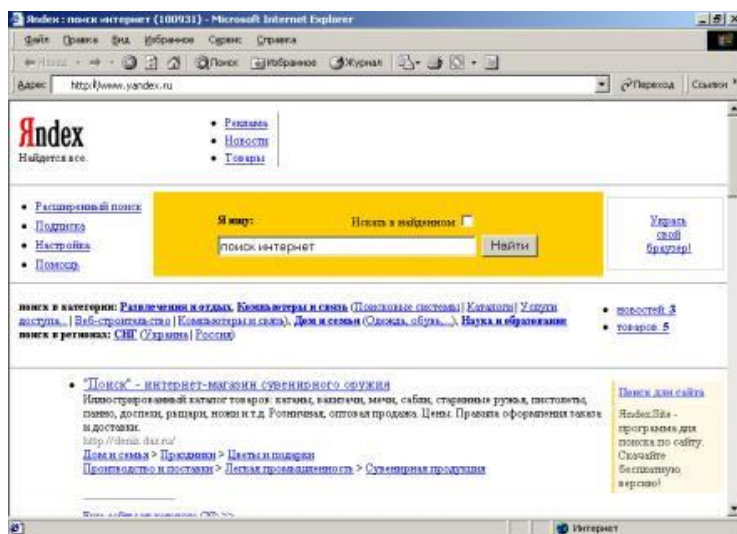 Яndex : поиск интернет (100931) - Microsoft Internet Explorer
Файл Правка Вид Избранное Сервис Справка
Назад Поиск Избранное Журнал
Адрес http://www.yandex.ru Переход Ссылки
Яndex
Найдется все.
Реклама
Новости
Товары
Расширенный поиск
Подписка
Настройка
Помощь
Я ищу: Искать в найденном
поиск интернет Найти
Укрась
свой
браузер!
поиск в категории: Развлечения и отдых, Компьютеры и связь (Поисковые системы | Каталоги | Услуги
доступа... | Веб-строительство | Компьютеры и связь), Дом и семья (Одежда, обувь, ...), Наука и образование
поиск в регионах: СНГ (Украина | Россия)
новостей: 3
товаров: 5
"Поиск" - интернет-магазин сувенирного оружия
Иллюстрированный каталог товаров: катаны, вакидзаси, мечи, сабли, старинные ружья, пистолеты,
панно, доспехи, рыцари, ножи и т.д. Розничная, оптовая продажа. Цены. Правила оформления заказа
и доставки.
http://deniz.daz.ru/
Дом и семья > Праздники > Цветы и подарки
Производство и поставки > Легкая промышленность > Сувенирная продукция
Поиск для сайта
Яndex.Site -
программа для
поиска по сайту.
Скачайте
бесплатную
версию!
Интернет